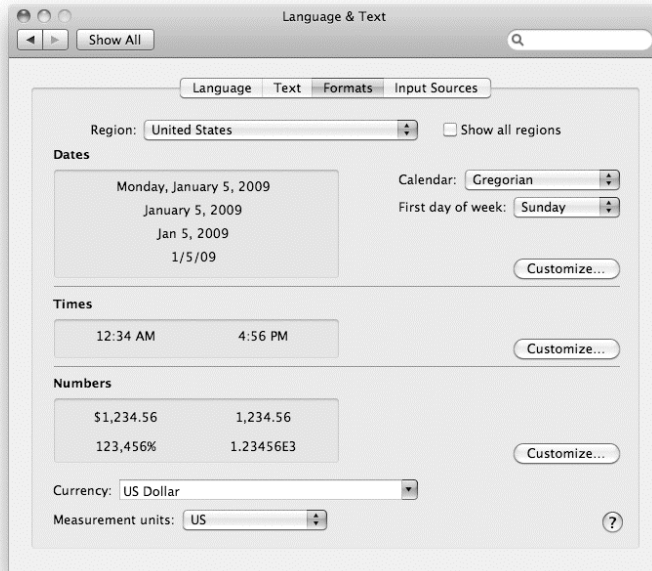 Language & Text
Show All
Language Text Formats Input Sources
Region: United States Show all regions
Dates
Monday, January 5, 2009
January 5, 2009
Jan 5, 2009
1/5/09
Calendar: Gregorian
First day of week: Sunday
Customize...
Times
12:34 AM 4:56 PM
Customize...
Numbers
$1,234.56 1,234.56
123,456% 1.23456E3
Customize...
Currency: US Dollar
Measurement units: US
?